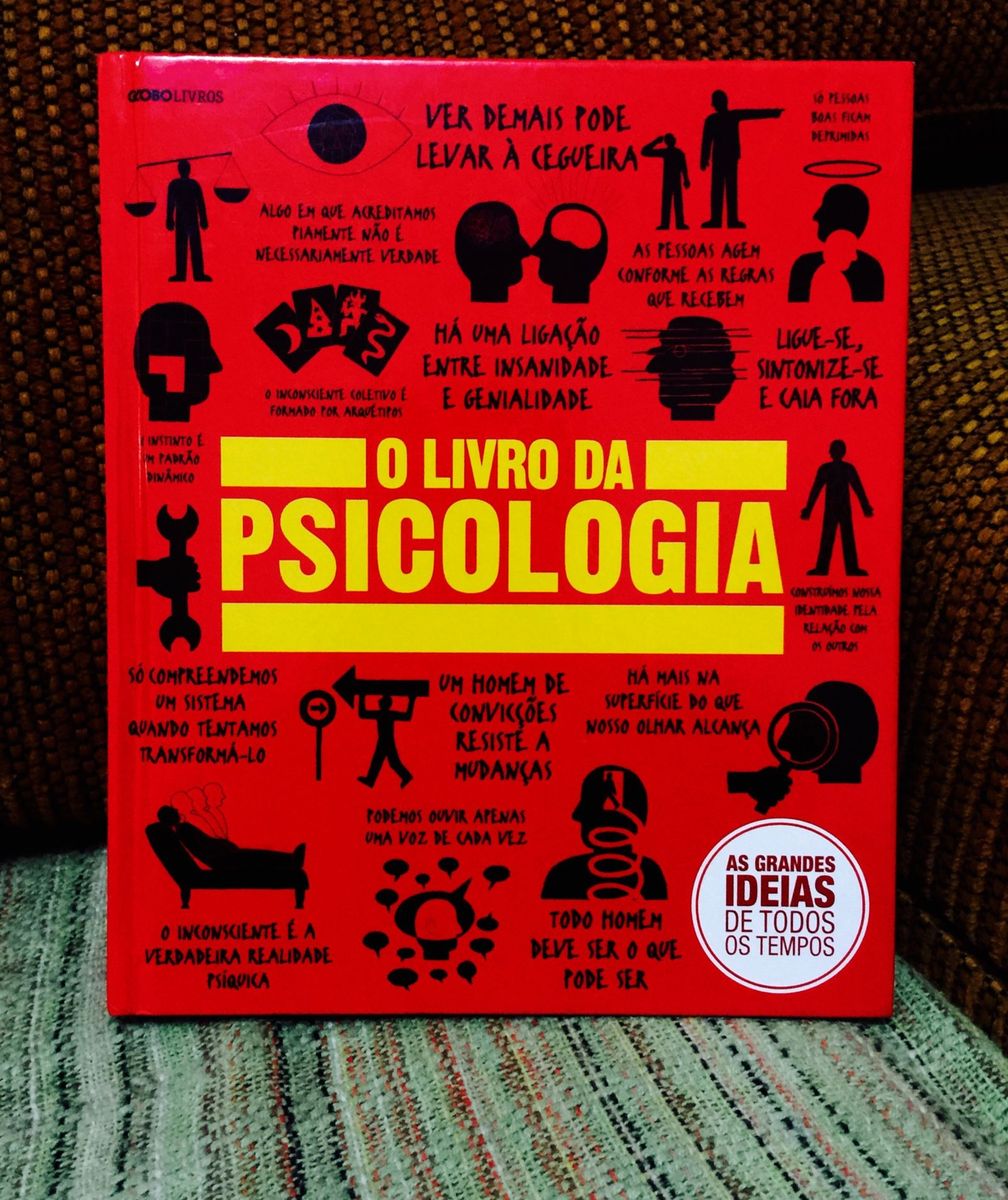 GLOBOLIVROS
VER DEMAIS PODE
LEVAR À CEGUEIRA
SÓ PESSOAS
BOAS FICAM
DEPRIMIDAS
ALGO EM QUE ACREDITAMOS
PIAMENTE NÃO É
NECESSARIAMENTE VERDADE
AS PESSOAS AGEM
CONFORME AS REGRAS
QUE RECEBEM
HÁ UMA LIGAÇÃO
ENTRE INSANIDADE
E GENIALIDADE
LIGUE-SE,
SINTONIZE-SE
E CAIA FORA
O INCONSCIENTE COLETIVO É
FORMADO POR ARQUÉTIPOS
O INSTINTO É
UM PADRÃO
DINÂMICO
O LIVRO DA
PSICOLOGIA
CONSTRUÍMOS NOSSA
IDENTIDADE PELA
RELAÇÃO COM
OS OUTROS
SÓ COMPREENDEMOS
UM SISTEMA
QUANDO TENTAMOS
TRANSFORMÁ-LO
UM HOMEM DE
CONVICÇÕES
RESISTE A
MUDANÇAS
HÁ MAIS NA
SUPERFÍCIE DO QUE
NOSSO OLHAR ALCANÇA
PODEMOS OUVIR APENAS
UMA VOZ DE CADA VEZ
O INCONSCIENTE É A
VERDADEIRA REALIDADE
PSÍQUICA
TODO HOMEM
DEVE SER O QUE
PODE SER
AS GRANDES
IDEIAS
DE TODOS
OS TEMPOS